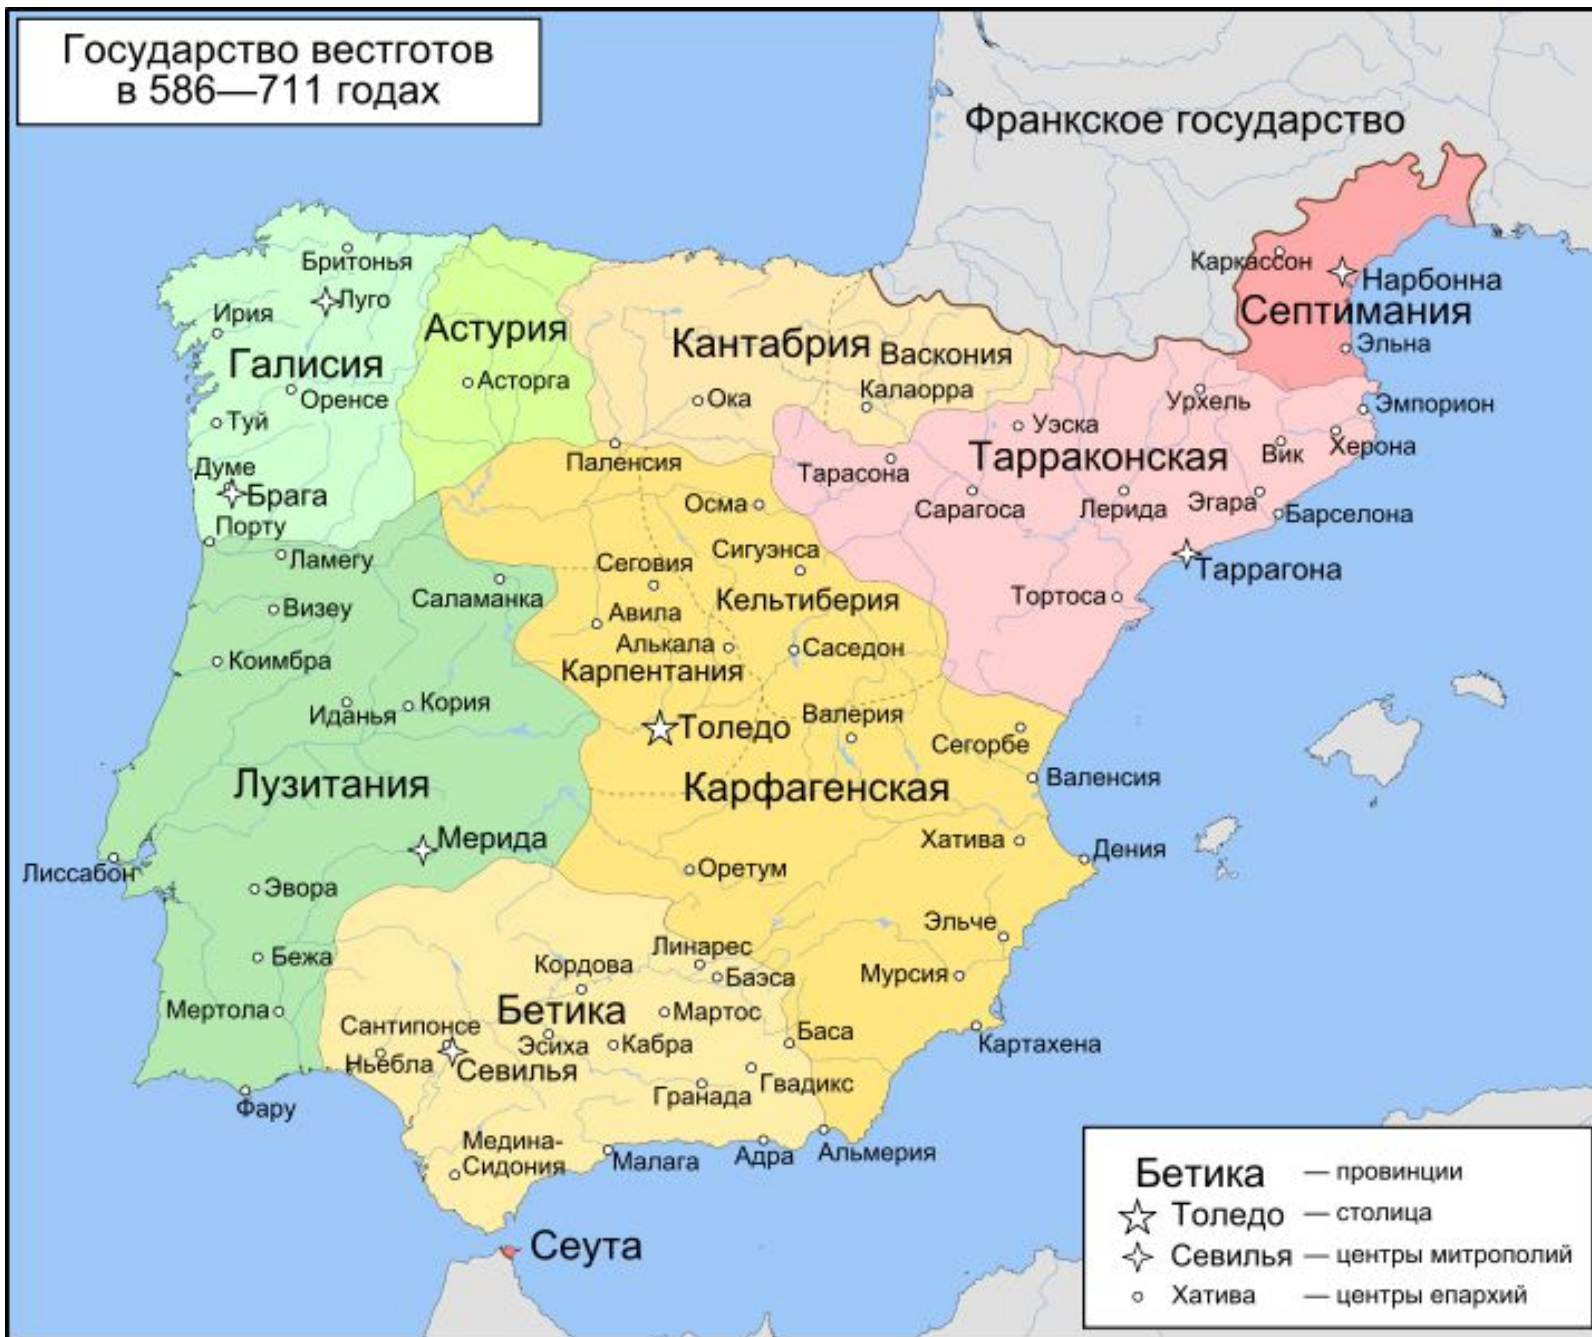 Государство вестготов
в 586—711 годах
Франкское государство
Каркассон
Нарбонна
Септимания
Эльна
Бритонья
Луго
Ирия
Галисия
Оренсе
Туй
Думе
Брага
Порту
Астурия
Асторга
Кантабрия
Васкония
Ока
Калаорра
Паленсия
Урхель
Эмпорион
Уэска
Вик
Херона
Тарраконская
Тарасона
Сарагоса
Лерида
Эгара
Барселона
Таррагона
Тортоса
Осма
Сигуэнса
Сеговия
Кельтиберия
Авила
Алькала
Саседон
Карпентания
Толедо
Валерия
Сегорбе
Валенсия
Карфагенская
Хатива
Дения
Оретум
Эльче
Мурсия
Картахена
Ламегу
Саламанка
Визеу
Коимбра
Иданья
Кория
Лузитания
Мерида
Лиссабон
Эвора
Бежа
Мертола
Фару
Линарес
Кордова
Баэса
Бетика
Мартос
Баса
Сантипонсе
Эсиха
Кабра
Ньебла
Севилья
Гвадикс
Гранада
Медина-
Сидония
Малага
Адра
Альмерия
Сеута
Бетика — провинции
Толедо — столица
Севилья — центры митрополий
Хатива — центры епархий